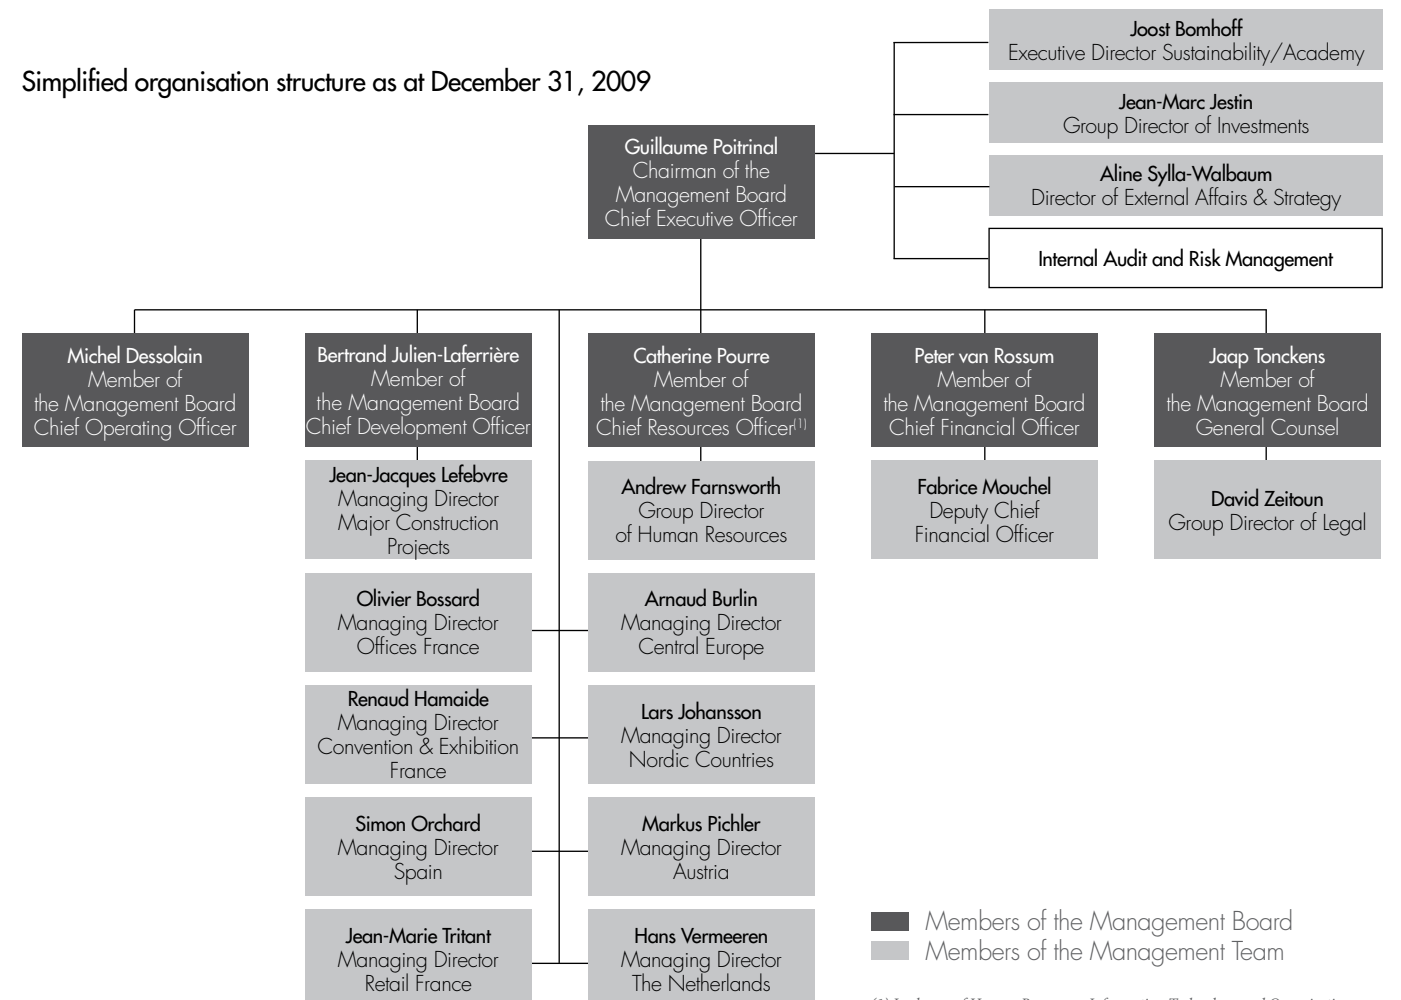 Simplified organisation structure as at December 31, 2009
Joost Bomhoff
Executive Director Sustainability/Academy
Jean-Marc Jestin
Group Director of Investments
Aline Sylla-Walbaum
Director of External Affairs & Strategy
Internal Audit and Risk Management
Guillaume Poitrinal
Chairman of the
Management Board
Chief Executive Officer
Michel Dessolain
Member of
the Management Board
Chief Operating Officer
Bertrand Julien-Laferrière
Member of
the Management Board
Chief Development Officer
Catherine Pourre
Member of
the Management Board
Chief Resources Officer(1)
Peter van Rossum
Member of
the Management Board
Chief Financial Officer
Jaap Tonckens
Member of
the Management Board
General Counsel
Jean-Jacques Lefebvre
Managing Director
Major Construction
Projects
Andrew Farnsworth
Group Director
of Human Resources
Fabrice Mouchel
Deputy Chief
Financial Officer
David Zeitoun
Group Director of Legal
Olivier Bossard
Managing Director
Offices France
Arnaud Burlin
Managing Director
Central Europe
Renaud Hamaide
Managing Director
Convention & Exhibition
France
Lars Johansson
Managing Director
Nordic Countries
Simon Orchard
Managing Director
Spain
Markus Pichler
Managing Director
Austria
Jean-Marie Tritant
Managing Director
Retail France
Hans Vermeeren
Managing Director
The Netherlands
Members of the Management Board
Members of the Management Team